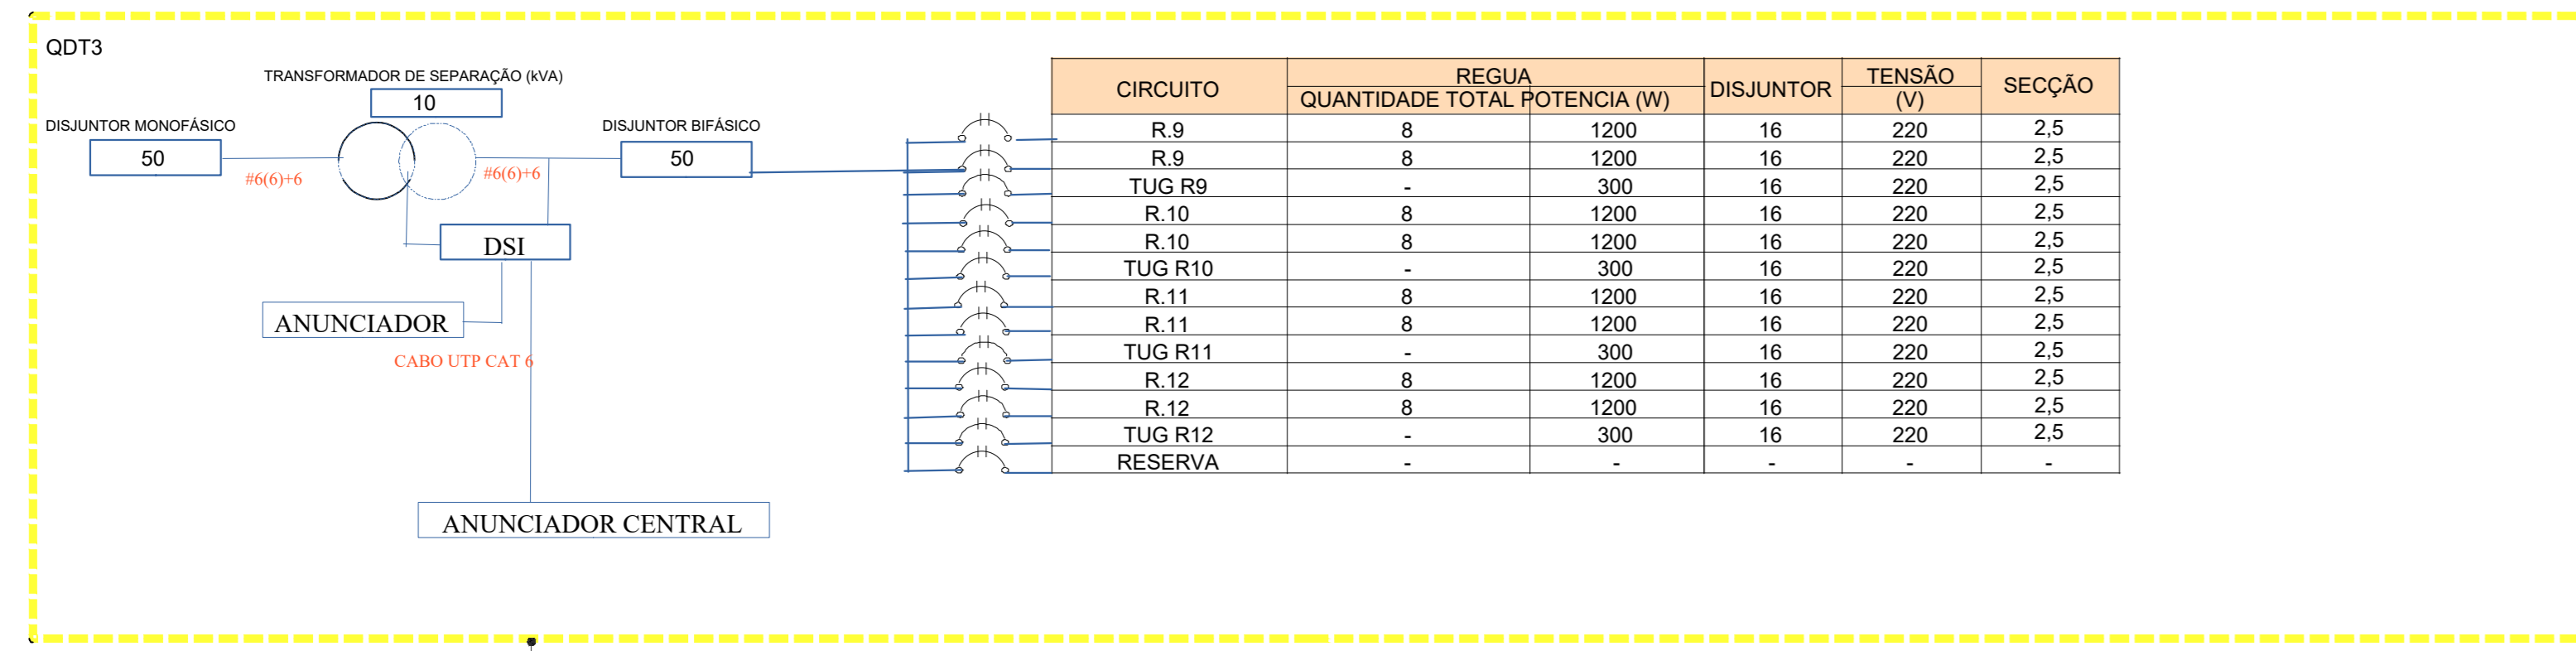 QDT3
TRANSFORMADOR DE SEPARAÇÃO (kVA)
10
DISJUNTOR MONOFÁSICO
50
#6(6)+6
#6(6)+6
DISJUNTOR BIFÁSICO
50
DSI
ANUNCIADOR
CABO UTP CAT 6
ANUNCIADOR CENTRAL
CIRCUITO REGUA DISJUNTOR TENSÃO SECÇÃO
QUANTIDADE TOTAL POTENCIA (W) (V)
R.9 8 1200 16 220 2,5
R.9 8 1200 16 220 2,5
TUG R9 - 300 16 220 2,5
R.10 8 1200 16 220 2,5
R.10 8 1200 16 220 2,5
TUG R10 - 300 16 220 2,5
R.11 8 1200 16 220 2,5
R.11 8 1200 16 220 2,5
TUG R11 - 300 16 220 2,5
R.12 8 1200 16 220 2,5
R.12 8 1200 16 220 2,5
TUG R12 - 300 16 220 2,5
RESERVA - - - - -